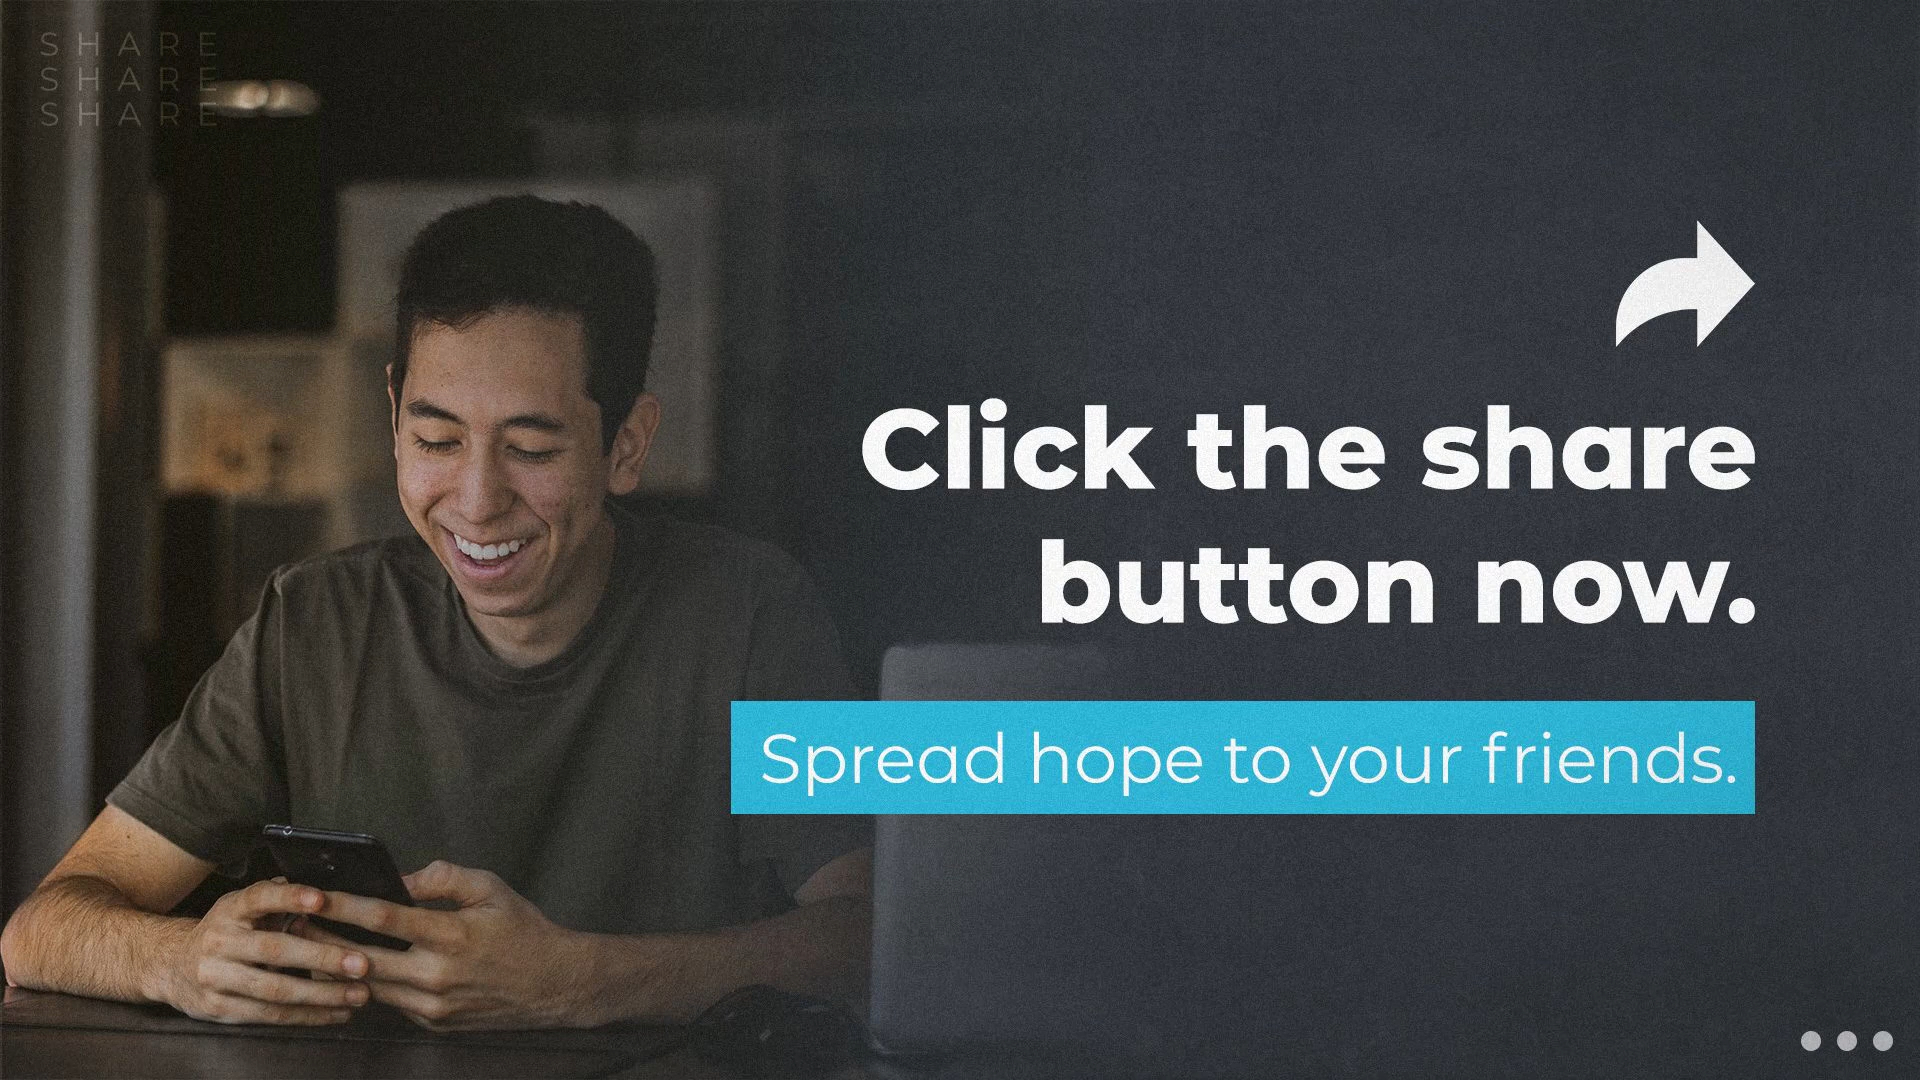 SHARE
SHARE
SHARE
Click the share
button now.
Spread hope to your friends.